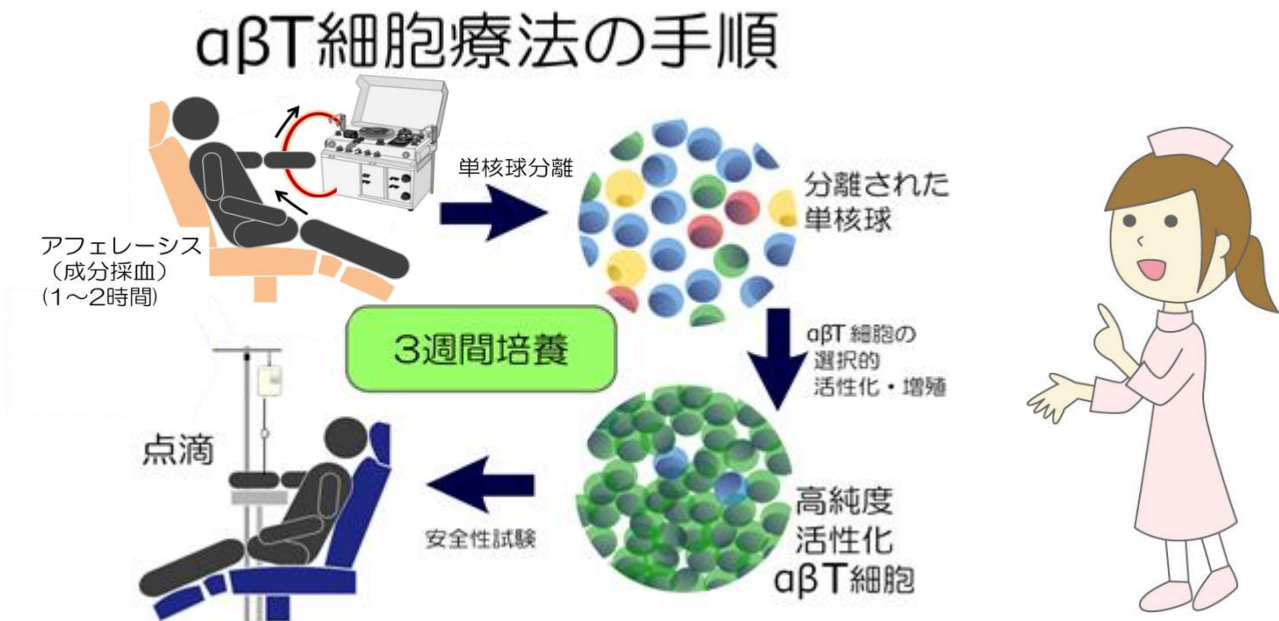 αβT細胞療法の手順
単核球分離
分離された
単核球
アフェレーシス
（成分採血）
(1～2時間)
3週間培養
αβT細胞の
選択的
活性化・増殖
点滴
安全性試験
高純度
活性化
αβT細胞